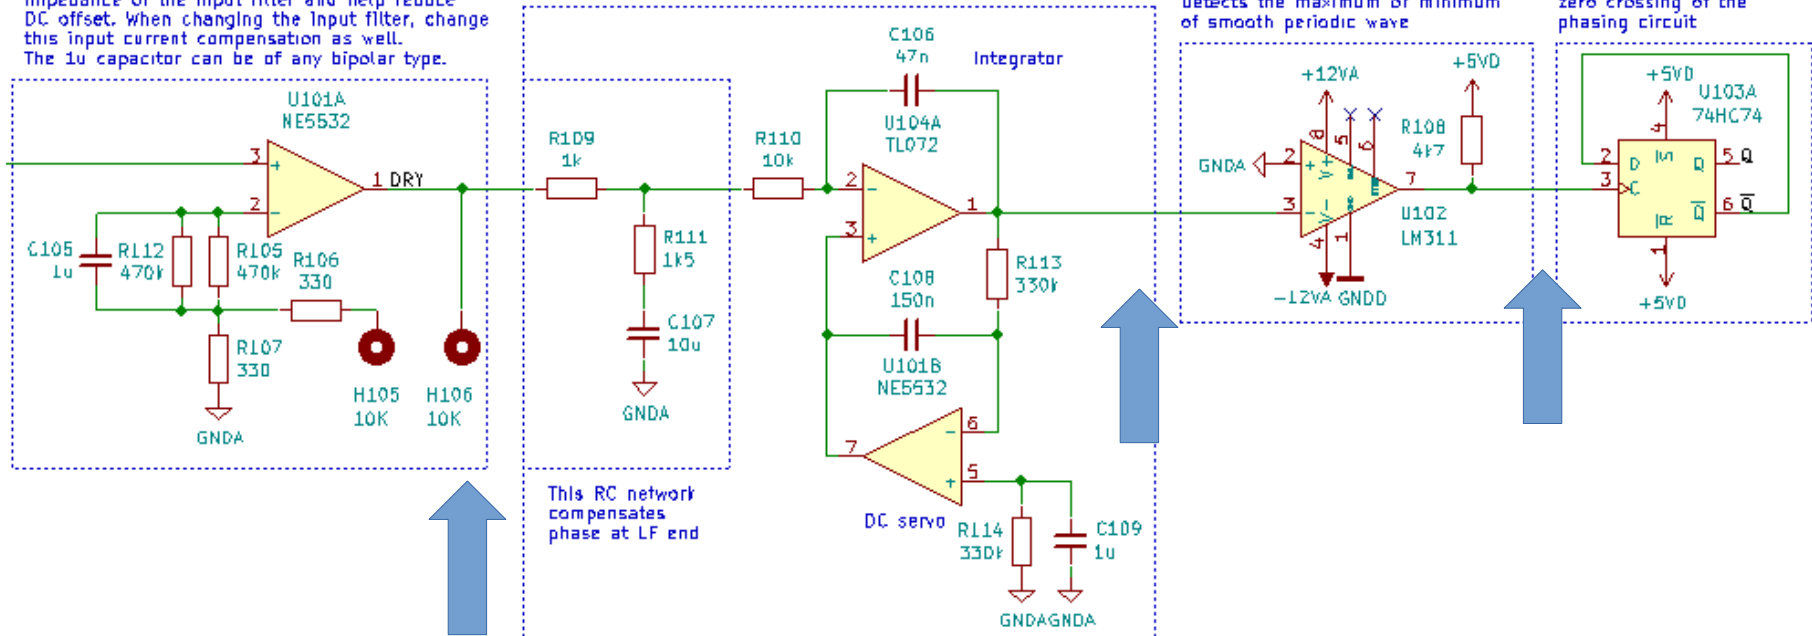 impedance of the input filter and help reduce
DC offset. When changing the input filter, change
this input current compensation as well.
The 1u capacitor can be of any bipolar type.
U101A
NE5532
3
+
1
DRY
2
-
C105
1u
R112
470k
R105
470k
R106
330
R107
330
GNDA
H105
10K
H106
10K
R109
1k
R111
1k5
C107
10u
GNDA
This RC network
compensates
phase at LF end
R110
10k
C106
47n
Integrator
U104A
TL072
2
-
3
+
1
R113
330k
C108
150n
U101B
NE5532
7
6
-
5
+
DC servo
R114
330k
C109
1u
GNDA
GNDA
detects the maximum or minimum
of smooth periodic wave
+12VA
+5VD
GNDA
2
+
V+
8
5
6
R108
4k7
7
3
-
V-
4
1
U102
LM311
-12VA
GNDD
zero crossing of the
phasing circuit
+5VD
U103A
74HC74
4
2
D
S
Q
5
Q
3
C
R
Q
6
Q
1
+5VD